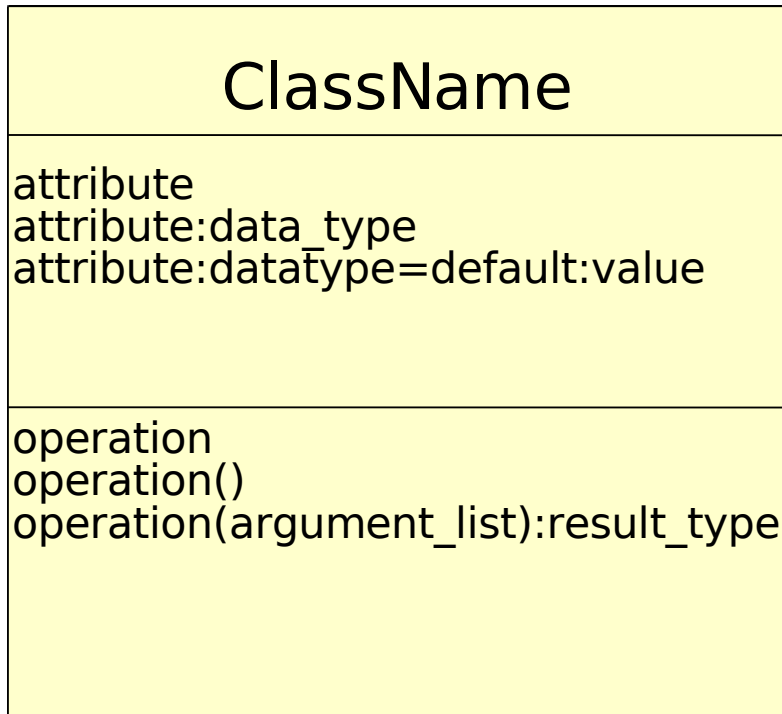 ClassName
attribute
attribute:data_type
attribute:datatype=default:value
operation
operation()
operation(argument_list):result_type